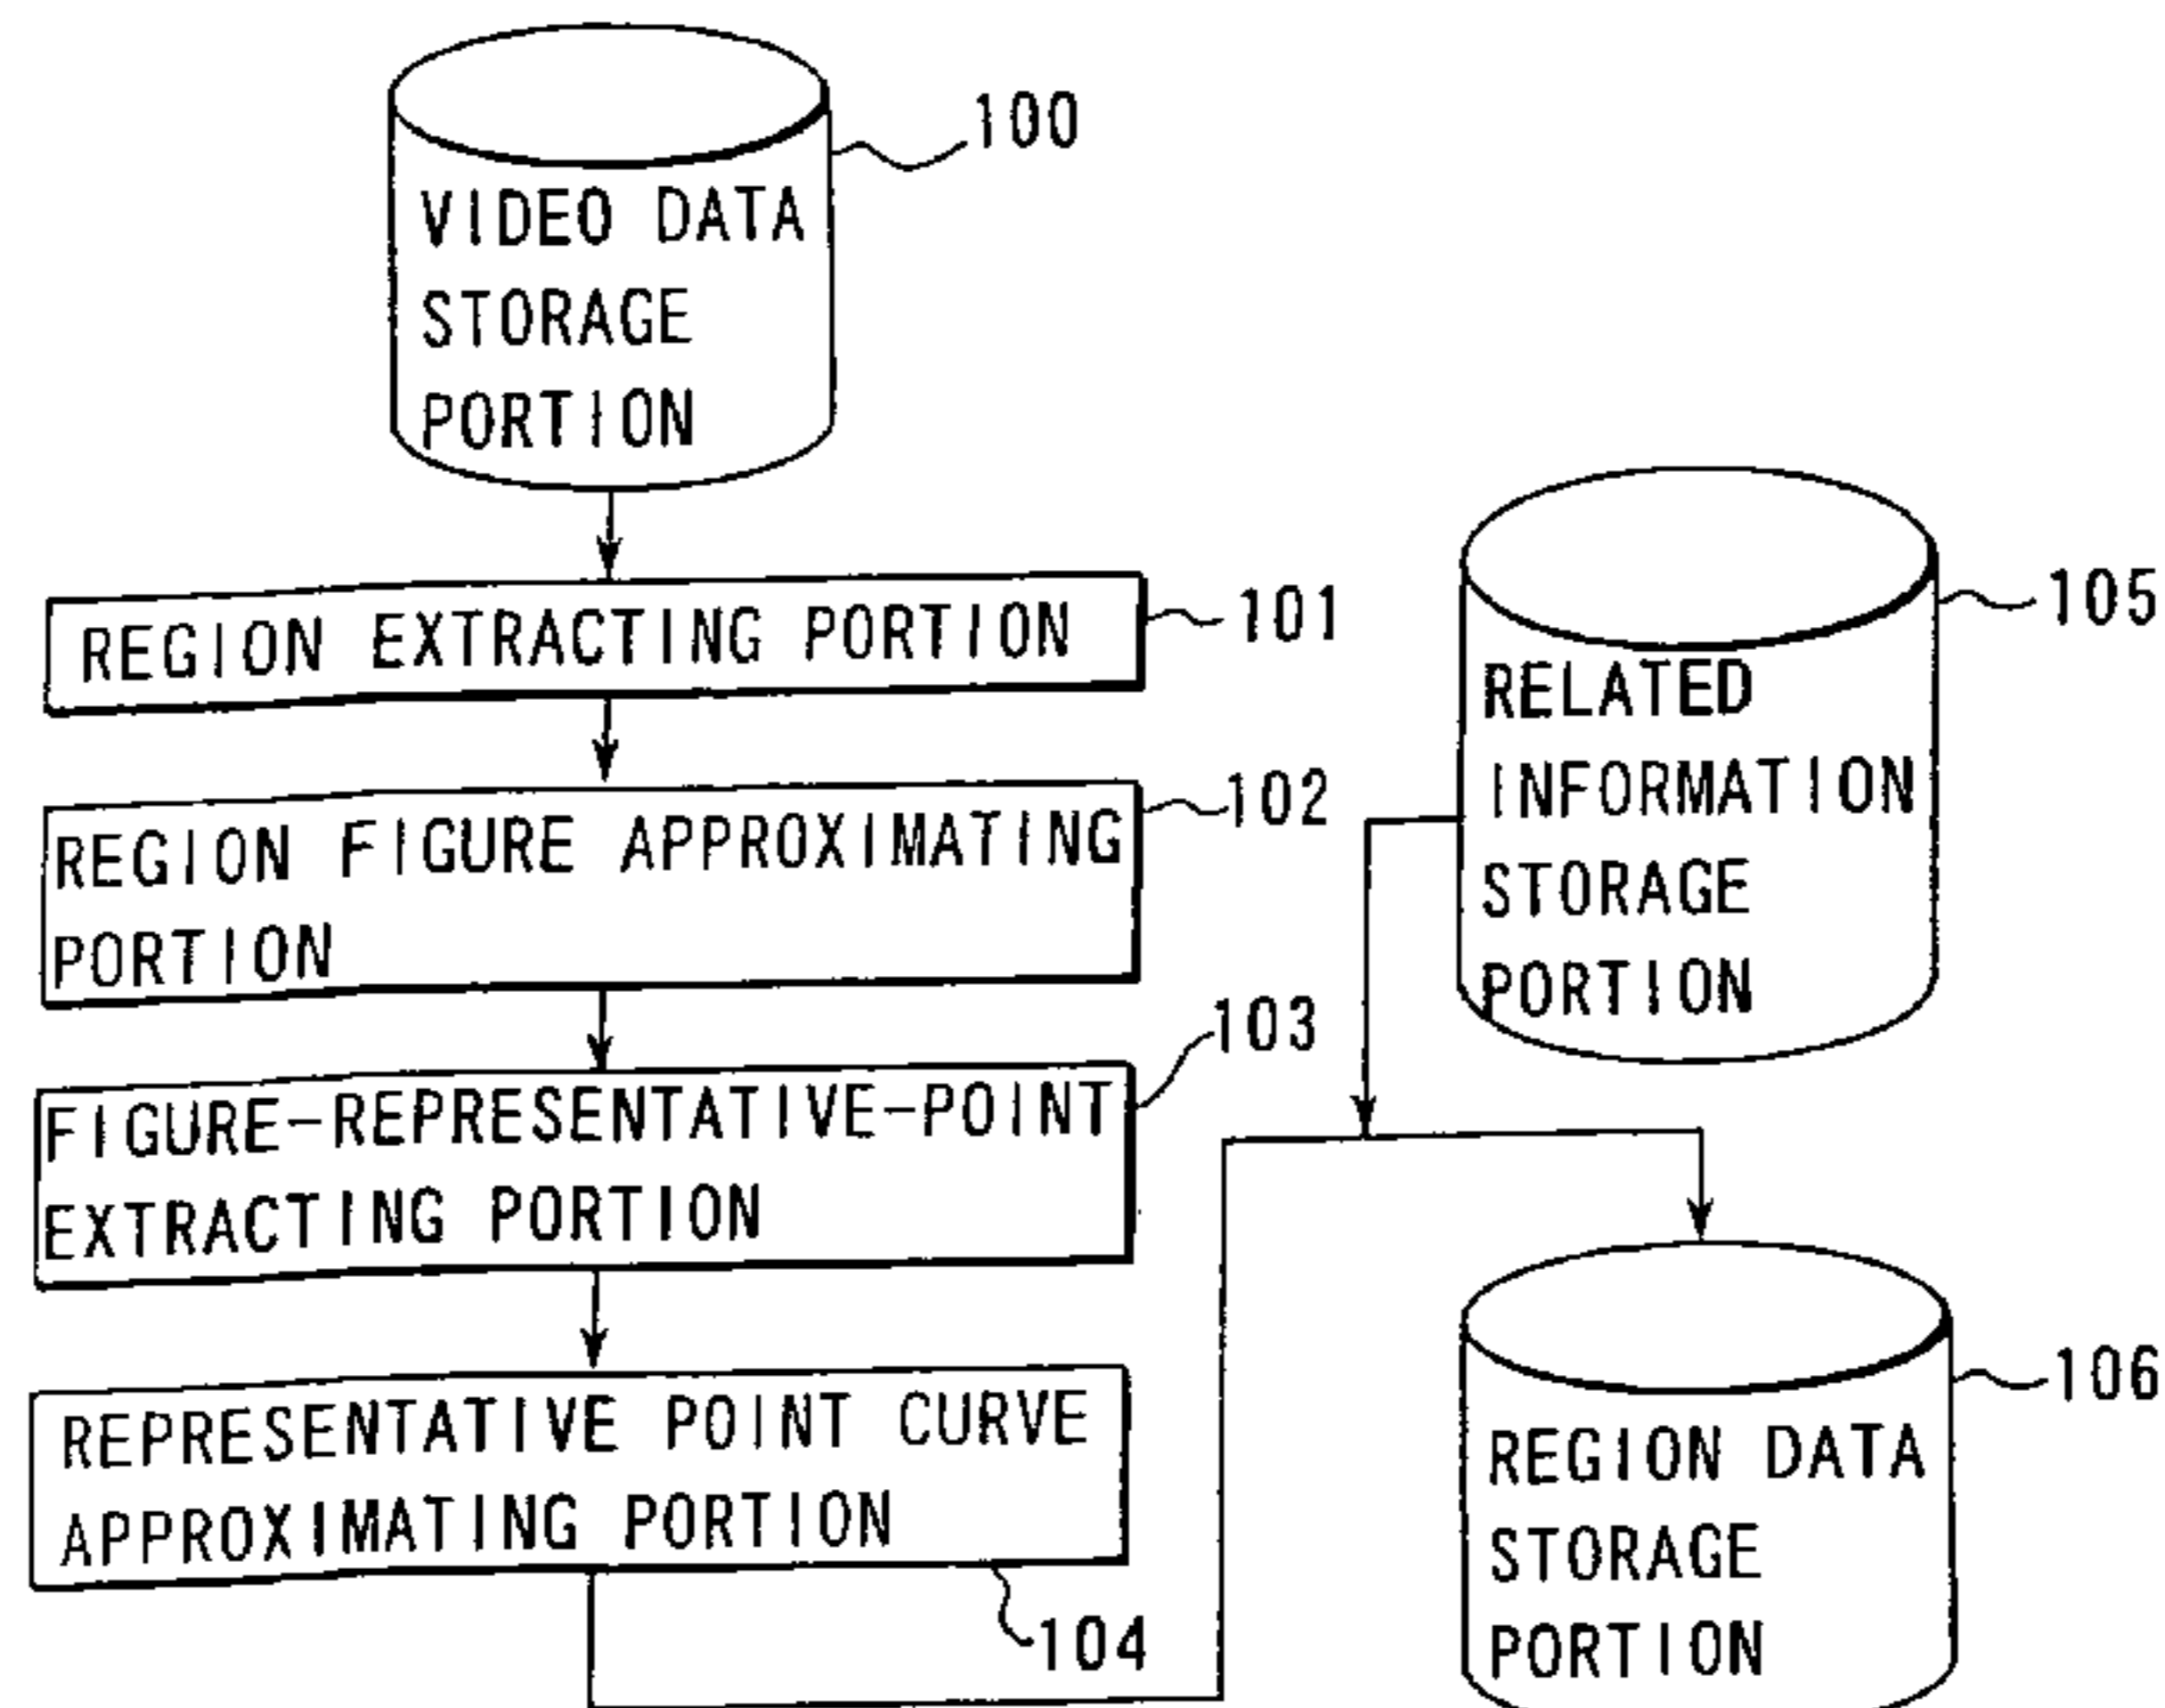 100
VIDEO DATA
STORAGE
PORTION
REGION EXTRACTING PORTION
101
REGION FIGURE APPROXIMATING
PORTION
102
FIGURE-REPRESENTATIVE-POINT
EXTRACTING PORTION
103
REPRESENTATIVE POINT CURVE
APPROXIMATING PORTION
104
105
RELATED
INFORMATION
STORAGE
PORTION
106
REGION DATA
STORAGE
PORTION